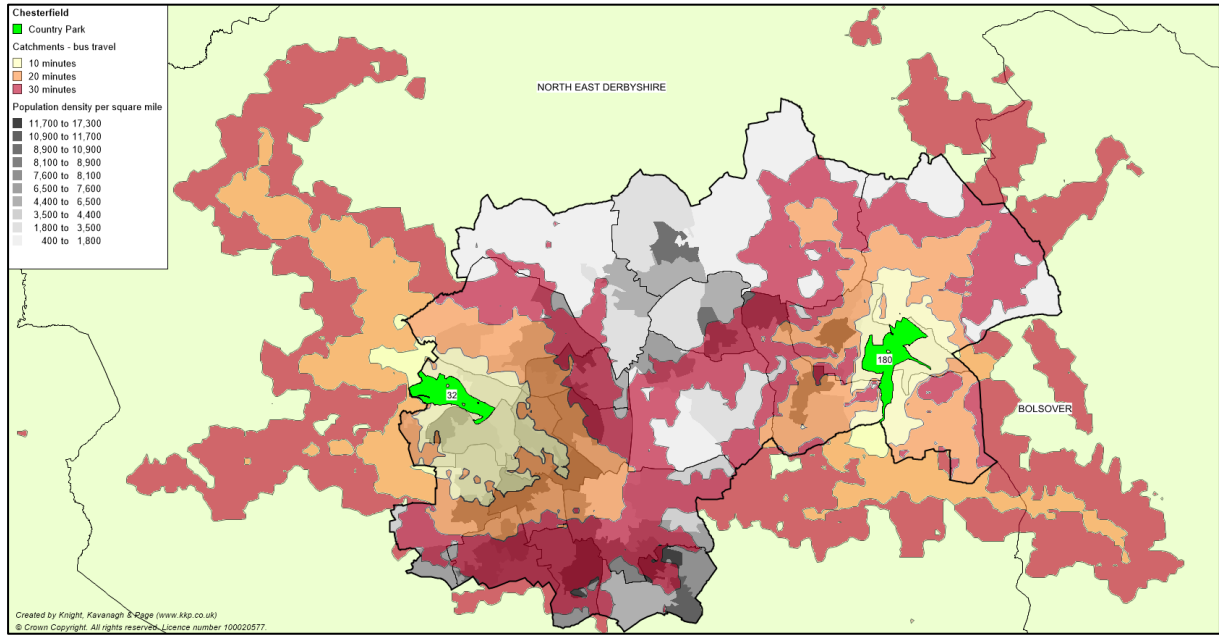 Chesterfield
Country Park
Catchments - bus travel
10 minutes
20 minutes
30 minutes
Population density per square mile
11,700 to 17,300
10,900 to 11,700
8,900 to 10,900
8,100 to 8,900
7,600 to 8,100
6,500 to 7,600
4,400 to 6,500
3,500 to 4,400
1,800 to 3,500
400 to 1,800
NORTH EAST DERBYSHIRE
180
32
BOLSOVER
Created by Knight, Kavanagh & Page (www.kkp.co.uk)
© Crown Copyright. All rights reserved. Licence number 100020577.